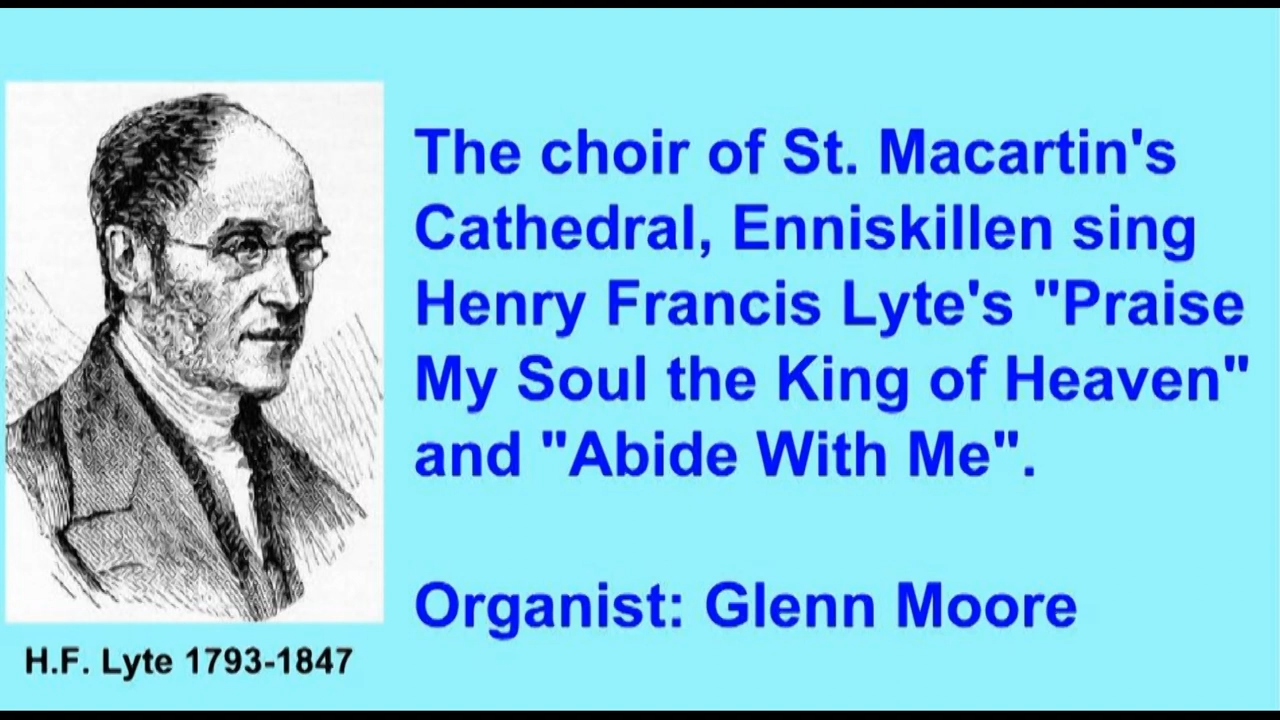 The choir of St. Macartin's
Cathedral, Enniskillen sing
Henry Francis Lyte's "Praise
My Soul the King of Heaven"
and "Abide With Me".
Organist: Glenn Moore
H.F. Lyte 1793-1847